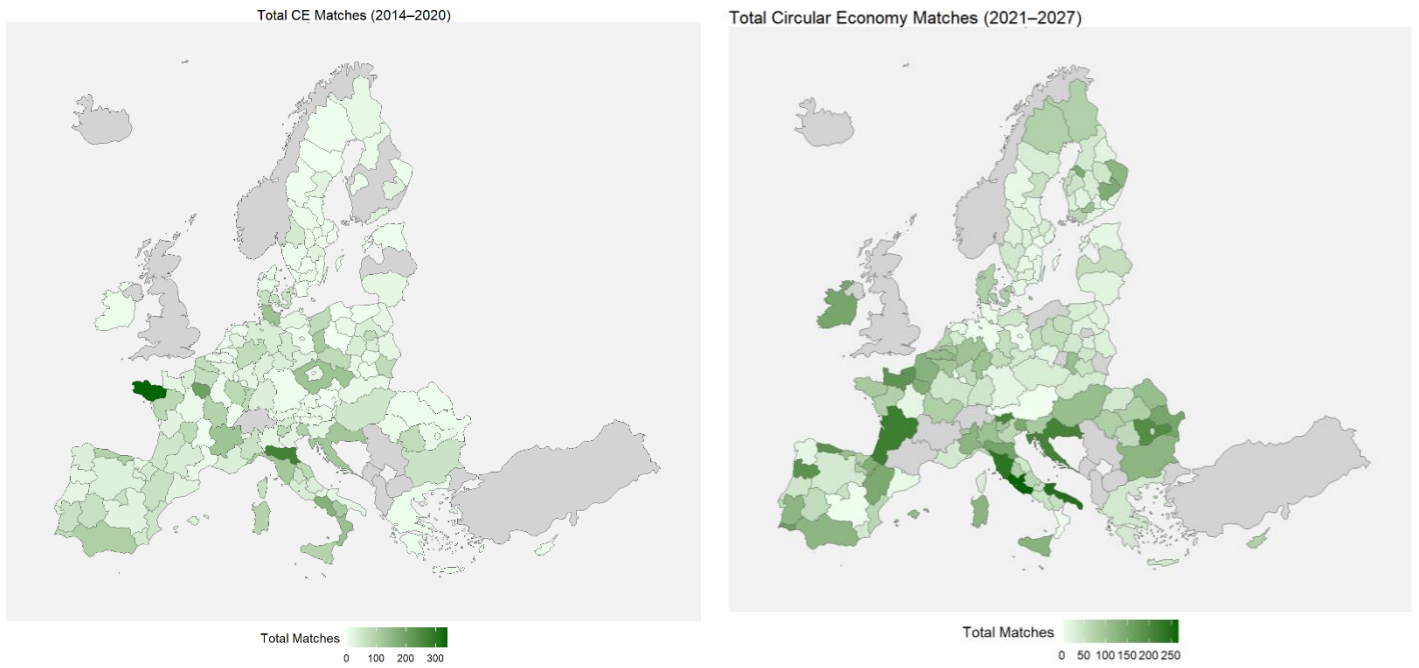 Total CE Matches (2014–2020)
Total Matches
0 100 200 300
Total Circular Economy Matches (2021–2027)
Total Matches
0 50 100 150 200 250